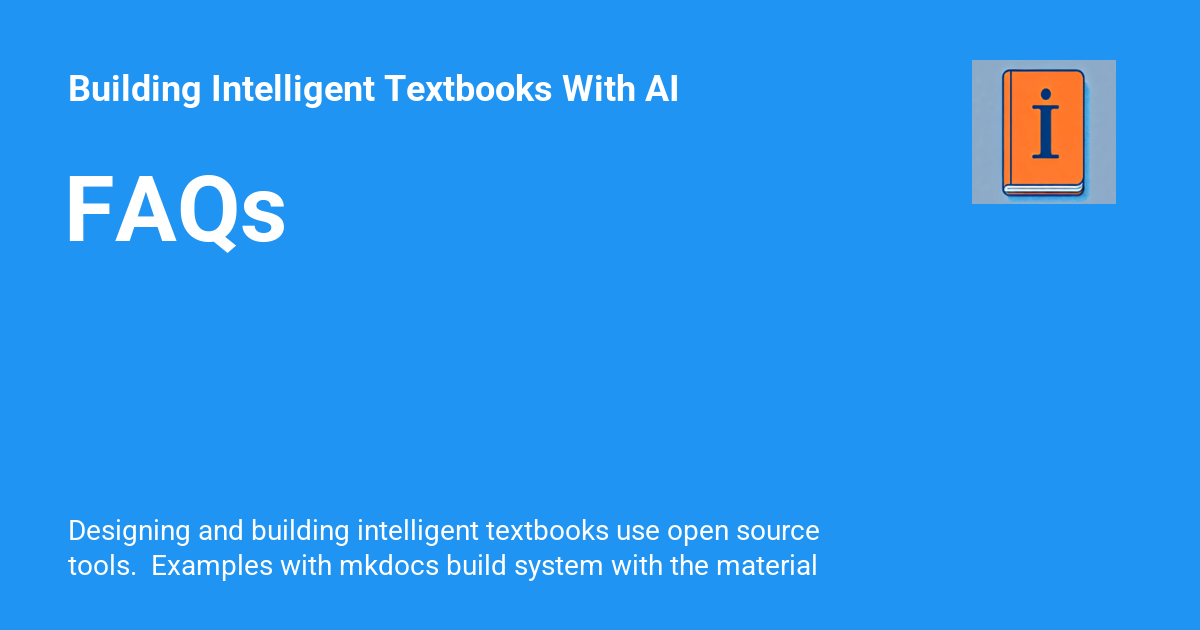 Building Intelligent Textbooks With AI
i
FAQs
Designing and building intelligent textbooks use open source
tools.  Examples with mkdocs build system with the material